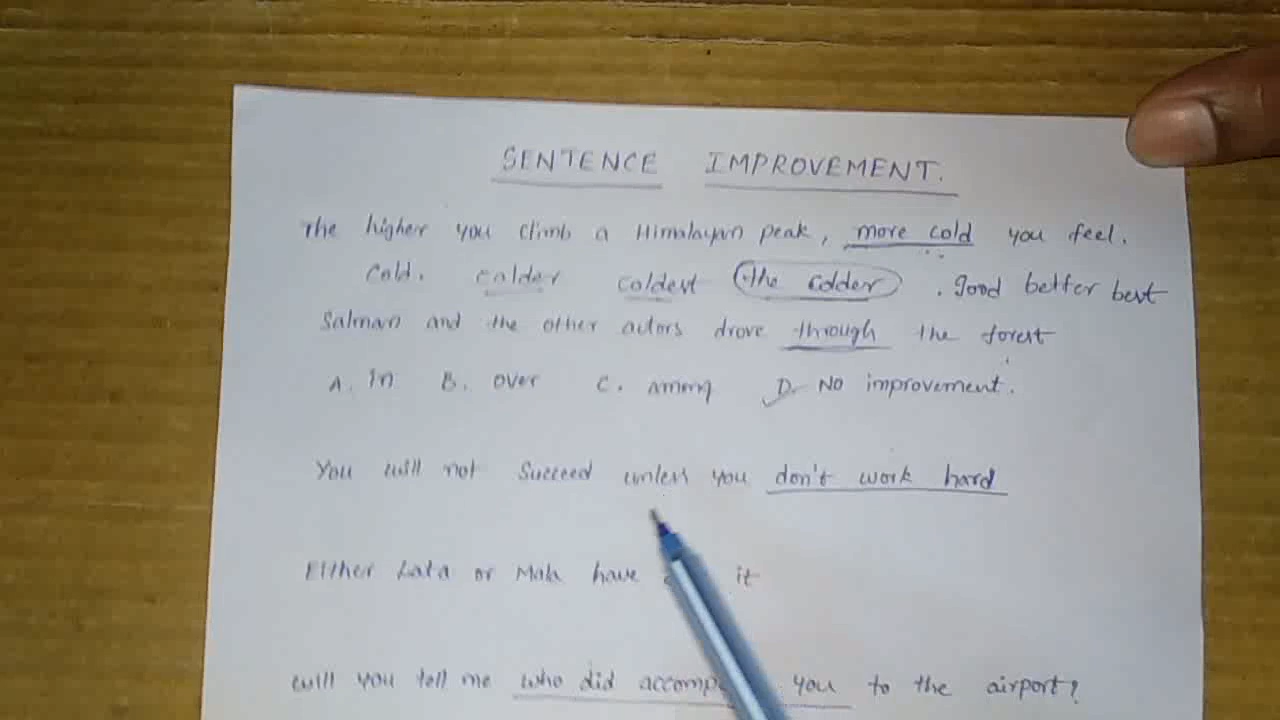 SENTENCE IMPROVEMENT.
The higher you climb a Himalayan peak, more cold you feel.
Cold. colder coldest the colder . Good better best
Salman and the other actors drove through the forest
A. In B. over C. among D. No improvement.
You will not Succeed unless you don't work hard
Either Lata or have it
will you tell me who did you to the airport?